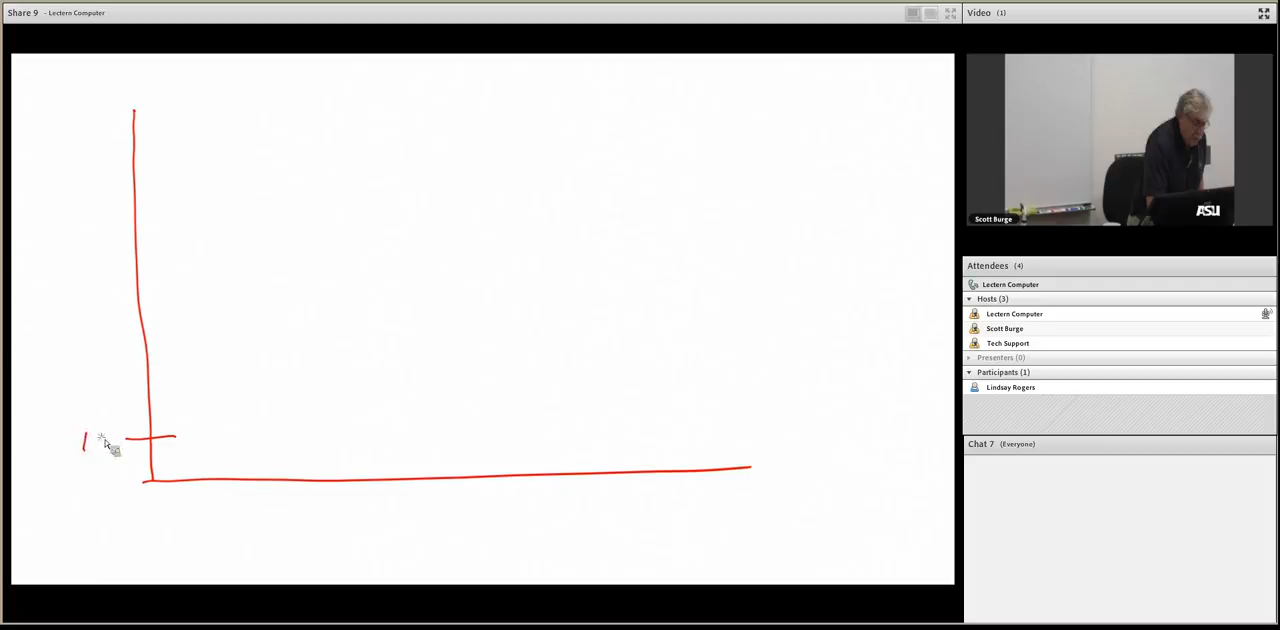 Share 9 - Lectern Computer
Video (1)
1
ASU
Scott Burge
Attendees (4)
Lectern Computer
Hosts (3)
Lectern Computer
Scott Burge
Tech Support
Presenters (0)
Participants (1)
Lindsay Rogers
Chat 7 (Everyone)